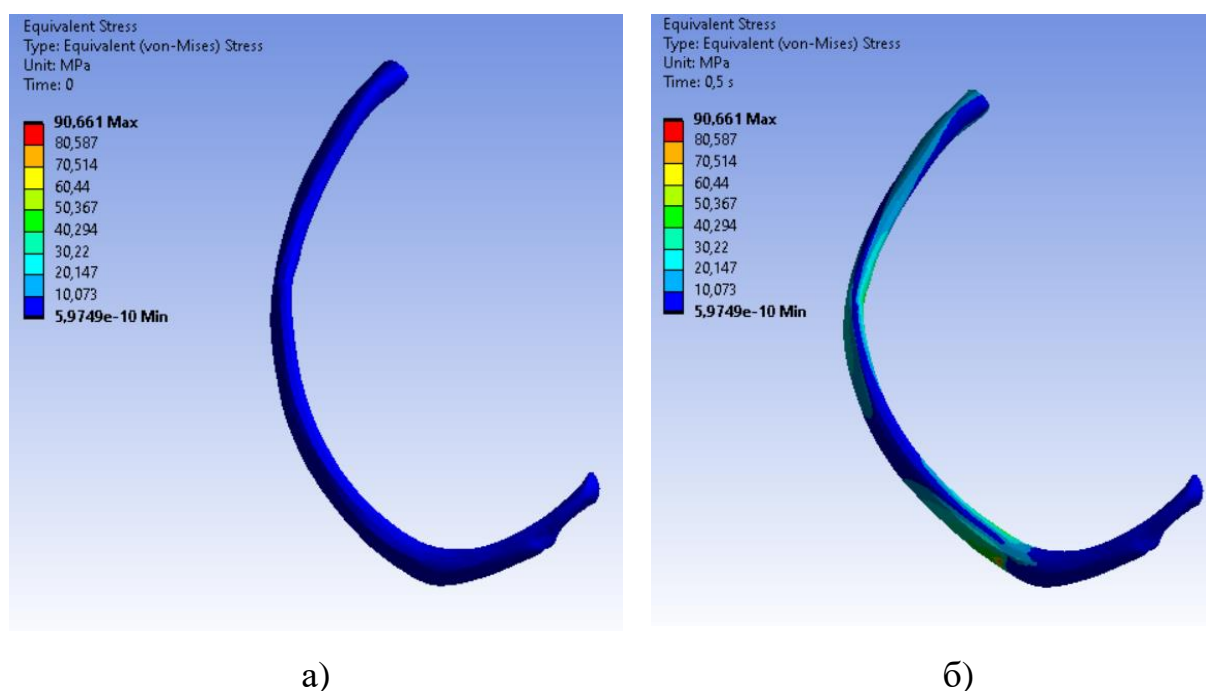 Equivalent Stress
Type: Equivalent (von-Mises) Stress
Unit: MPa
Time: 0
90,661 Max
80,587
70,514
60,44
50,367
40,294
30,22
20,147
10,073
5,9749e-10 Min
а)
Equivalent Stress
Type: Equivalent (von-Mises) Stress
Unit: MPa
Time: 0,5 s
90,661 Max
80,587
70,514
60,44
50,367
40,294
30,22
20,147
10,073
5,9749e-10 Min
б)